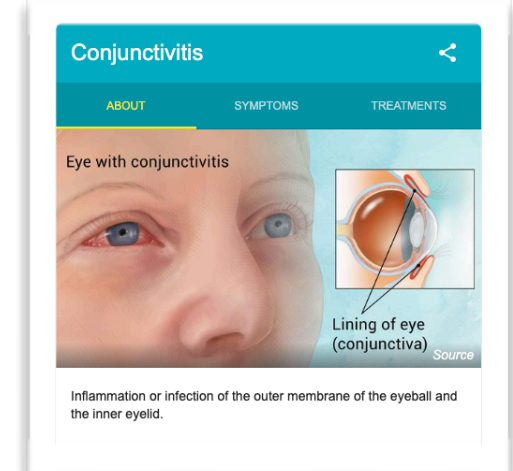 Conjunctivitis
ABOUT
SYMPTOMS
TREATMENTS
Eye with conjunctivitis
Lining of eye
(conjunctiva)
Source
Inflammation or infection of the outer membrane of the eyeball and
the inner eyelid.